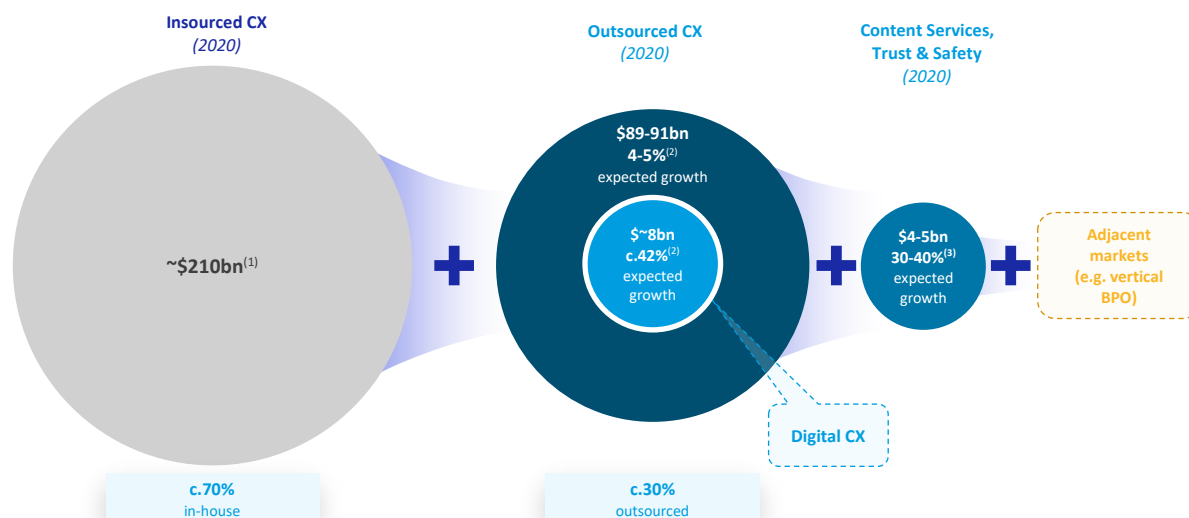 Insourced CX
(2020)
~$210bn(1)
c.70%
in-house
Outsourced CX
(2020)
$89-91bn
4-5%(2)
expected growth
$~8bn
c.42%(2)
expected
growth
Digital CX
c.30%
outsourced
Content Services,
Trust & Safety
(2020)
$4-5bn
30-40%(3)
expected
growth
Adjacent
markets
(e.g. vertical
BPO)